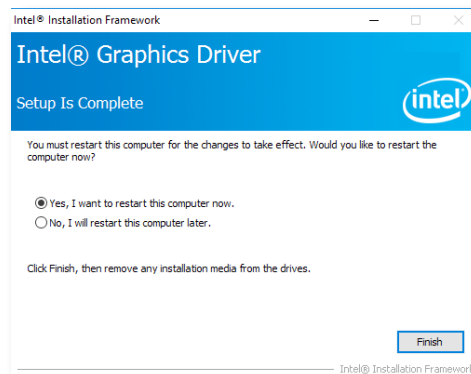 Intel® Installation Framework
Intel® Graphics Driver
Setup Is Complete
intel
You must restart this computer for the changes to take effect. Would you like to restart the
computer now?
Yes, I want to restart this computer now.
No, I will restart this computer later.
Click Finish, then remove any installation media from the drives.
Finish
Intel® Installation Framework